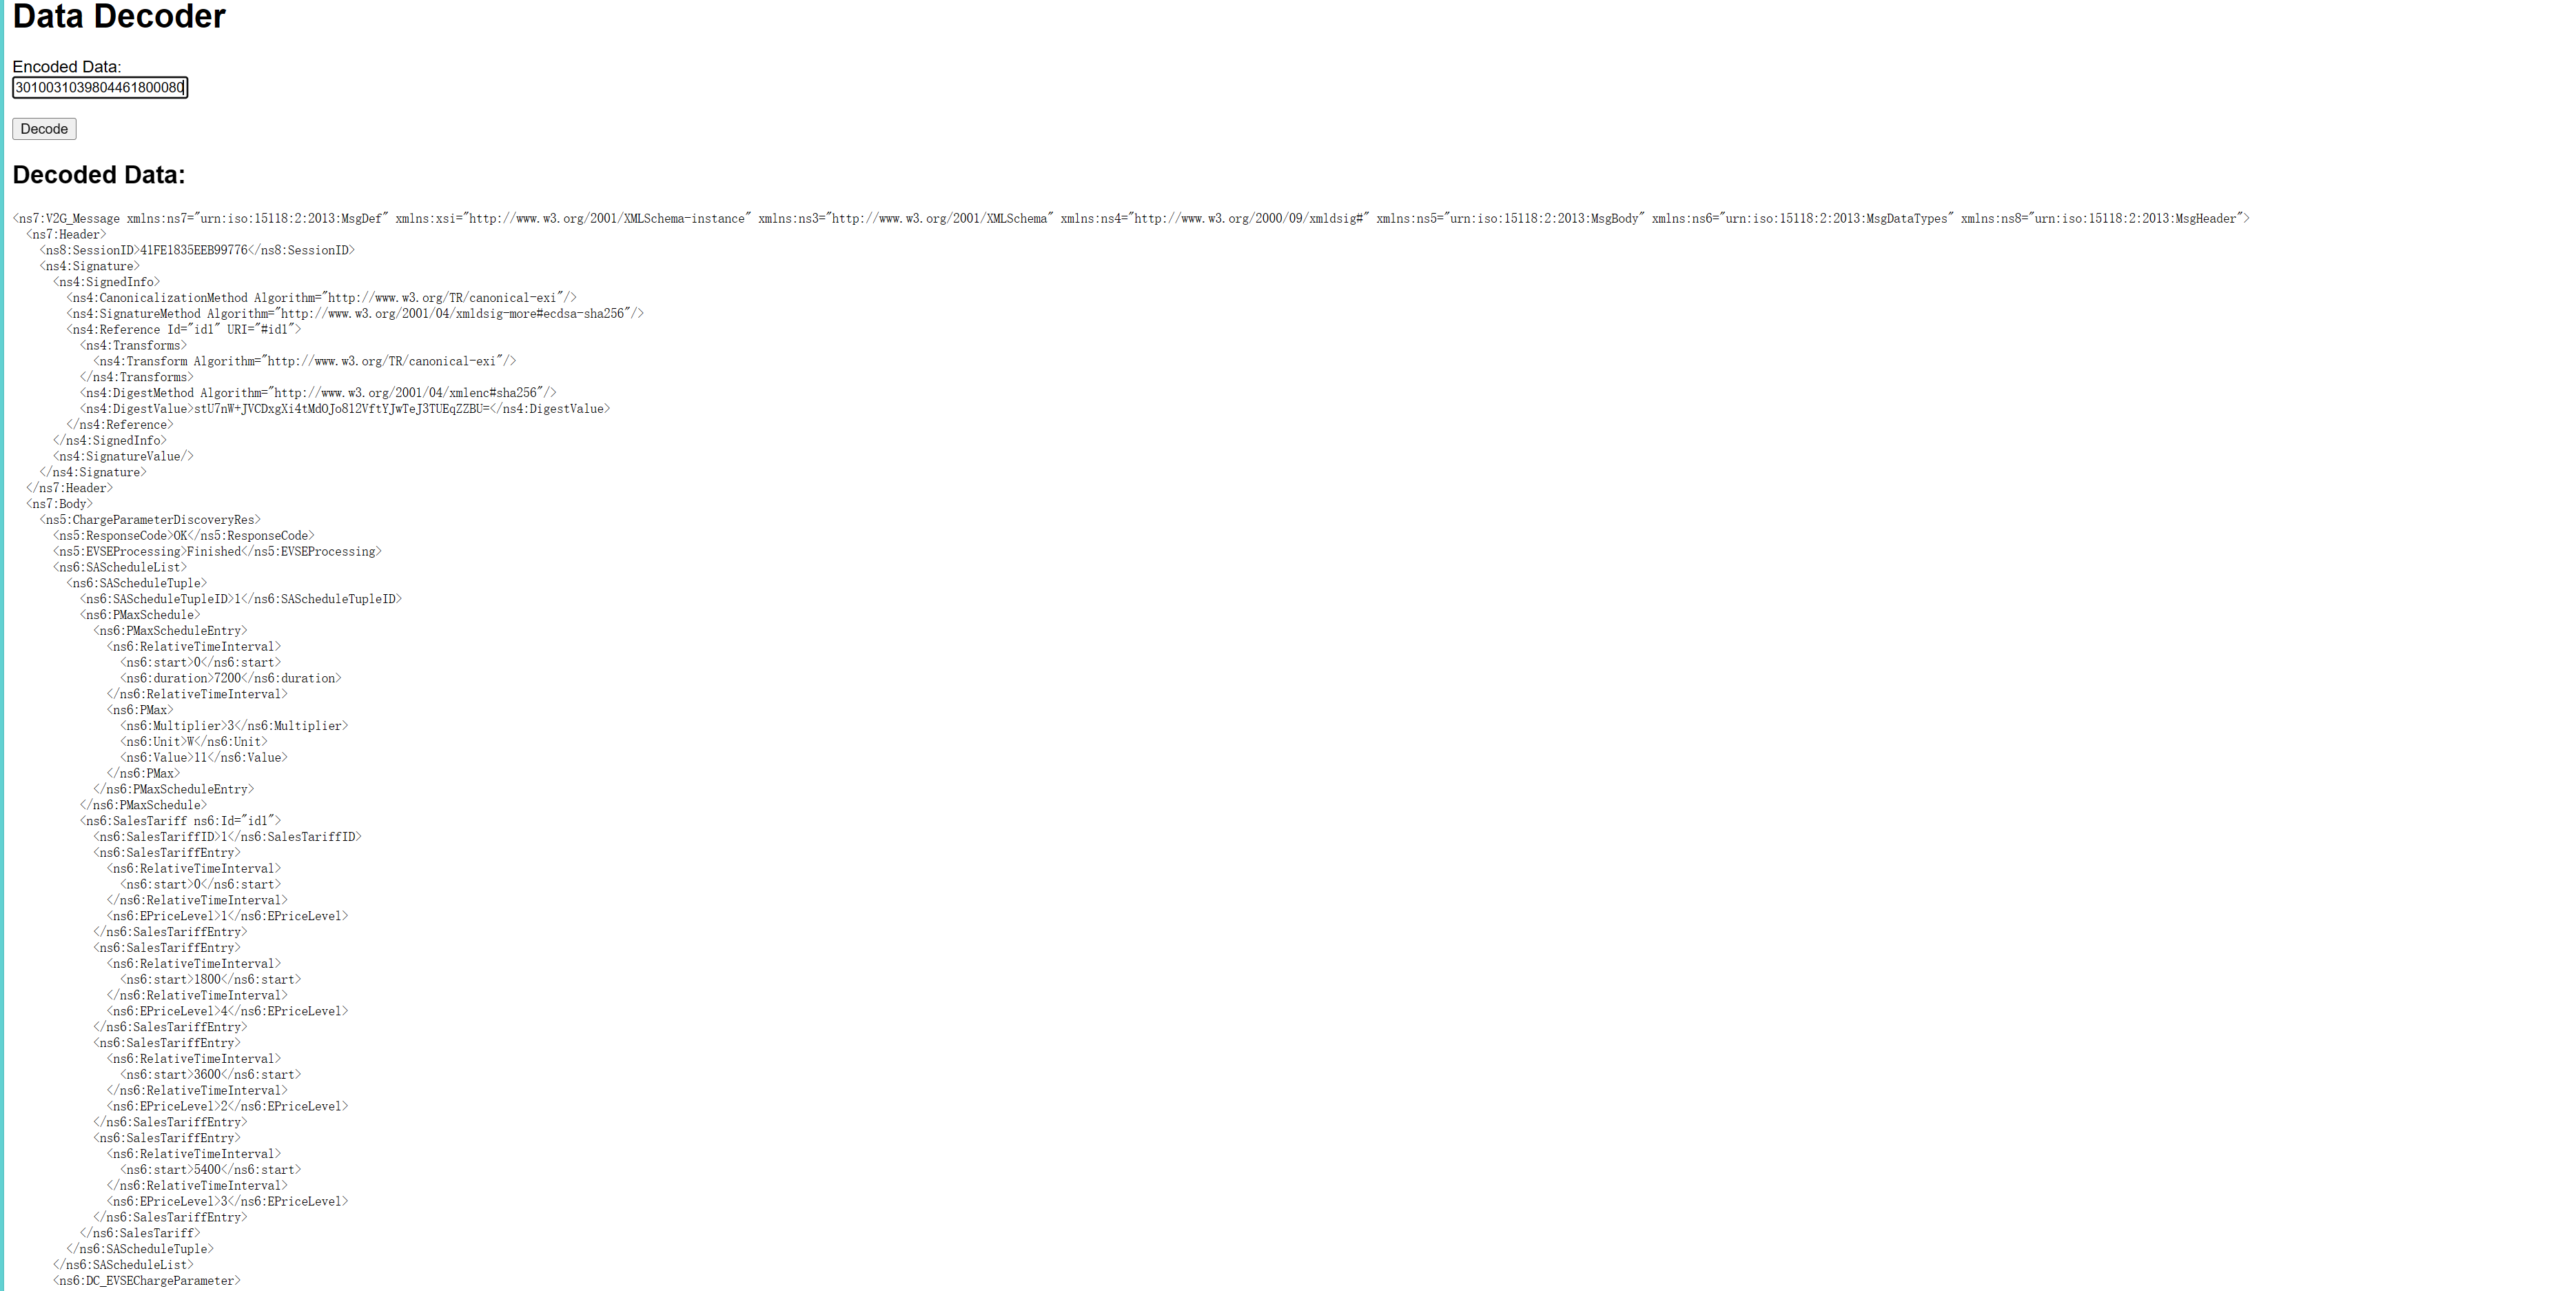 Data Decoder
Encoded Data:
3010031039804461800080
Decode
Decoded Data:
<ns7:V2G_Message xmlns:ns7="urn:iso:15118:2:2013:MsgDef" xmlns:xsi="http://www.w3.org/2001/XMLSchema-instance" xmlns:ns3="http://www.w3.org/2001/XMLSchema" xmlns:ns4="http://www.w3.org/2000/09/xmldsig#" xmlns:ns5="urn:iso:15118:2:2013:MsgBody" xmlns:ns6="urn:iso:15118:2:2013:MsgDataTypes" xmlns:ns8="urn:iso:15118:2:2013:MsgHeader">
<ns7:Header>
<ns8:SessionID>41FE1835EEB99776</ns8:SessionID>
<ns4:Signature>
<ns4:SignedInfo>
<ns4:CanonicalizationMethod Algorithm="http://www.w3.org/TR/canonical-exi"/>
<ns4:SignatureMethod Algorithm="http://www.w3.org/2001/04/xmldsig-more#ecdsa-sha256"/>
<ns4:Reference Id="id1" URI="#id1">
<ns4:Transforms>
<ns4:Transform Algorithm="http://www.w3.org/TR/canonical-exi"/>
</ns4:Transforms>
<ns4:DigestMethod Algorithm="http://www.w3.org/2001/04/xmlenc#sha256"/>
<ns4:DigestValue>stU7nW+JVCDxgXi4tMdOJo812VftYJwTeJ3TUEqZZBU=</ns4:DigestValue>
</ns4:Reference>
</ns4:SignedInfo>
<ns4:SignatureValue/>
</ns4:Signature>
</ns7:Header>
<ns7:Body>
<ns5:ChargeParameterDiscoveryRes>
<ns5:ResponseCode>OK</ns5:ResponseCode>
<ns5:EVSEProcessing>Finished</ns5:EVSEProcessing>
<ns6:SAScheduleList>
<ns6:SAScheduleTuple>
<ns6:SAScheduleTupleID>1</ns6:SAScheduleTupleID>
<ns6:PMaxSchedule>
<ns6:PMaxScheduleEntry>
<ns6:RelativeTimeInterval>
<ns6:start>0</ns6:start>
<ns6:duration>7200</ns6:duration>
</ns6:RelativeTimeInterval>
<ns6:PMax>
<ns6:Multiplier>3</ns6:Multiplier>
<ns6:Unit>W</ns6:Unit>
<ns6:Value>11</ns6:Value>
</ns6:PMax>
</ns6:PMaxScheduleEntry>
</ns6:PMaxSchedule>
<ns6:SalesTariff ns6:Id="id1">
<ns6:SalesTariffID>1</ns6:SalesTariffID>
<ns6:SalesTariffEntry>
<ns6:RelativeTimeInterval>
<ns6:start>0</ns6:start>
</ns6:RelativeTimeInterval>
<ns6:EPriceLevel>1</ns6:EPriceLevel>
</ns6:SalesTariffEntry>
<ns6:SalesTariffEntry>
<ns6:RelativeTimeInterval>
<ns6:start>1800</ns6:start>
</ns6:RelativeTimeInterval>
<ns6:EPriceLevel>4</ns6:EPriceLevel>
</ns6:SalesTariffEntry>
<ns6:SalesTariffEntry>
<ns6:RelativeTimeInterval>
<ns6:start>3600</ns6:start>
</ns6:RelativeTimeInterval>
<ns6:EPriceLevel>2</ns6:EPriceLevel>
</ns6:SalesTariffEntry>
<ns6:SalesTariffEntry>
<ns6:RelativeTimeInterval>
<ns6:start>5400</ns6:start>
</ns6:RelativeTimeInterval>
<ns6:EPriceLevel>3</ns6:EPriceLevel>
</ns6:SalesTariffEntry>
</ns6:SalesTariff>
</ns6:SAScheduleTuple>
</ns6:SAScheduleList>
<ns6:DC_EVSEChargeParameter>